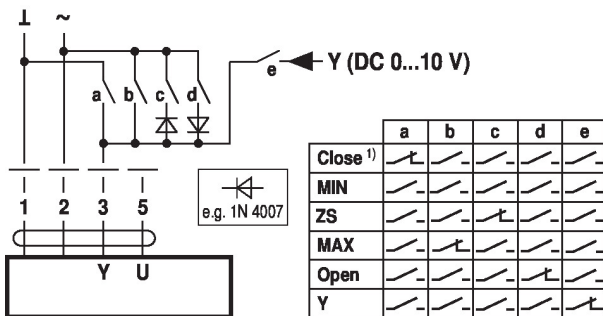 ⊥ ~
e Y (DC 0...10 V)
a b c d
a b c d e
Close 1)
MIN
ZS
MAX
Open
Y
1 2 3 5
e.g. 1N 4007
Y U